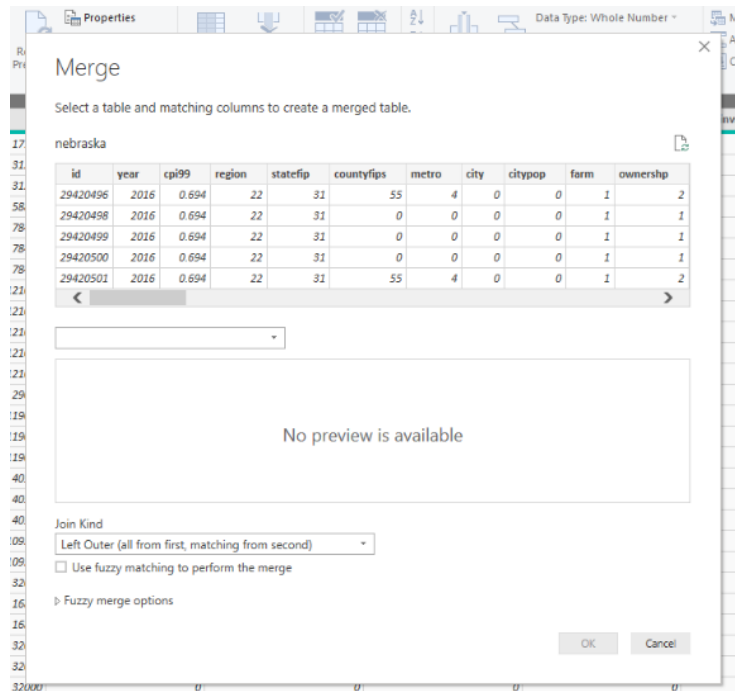 Properties
Data Type: Whole Number
Merge
Select a table and matching columns to create a merged table.
nebraska
id year cpi99 region statefip countyfips metro city citypop farm ownershp
29420496 2016 0.694 22 31 55 4 0 0 1 2
29420498 2016 0.694 22 31 0 0 0 0 1 1
29420499 2016 0.694 22 31 0 0 0 0 1 1
29420500 2016 0.694 22 31 0 0 0 0 1 1
29420501 2016 0.694 22 31 55 4 0 0 1 2
No preview is available
Join Kind
Left Outer (all from first, matching from second)
Use fuzzy matching to perform the merge
Fuzzy merge options
OK Cancel
32000 0 0 0 0